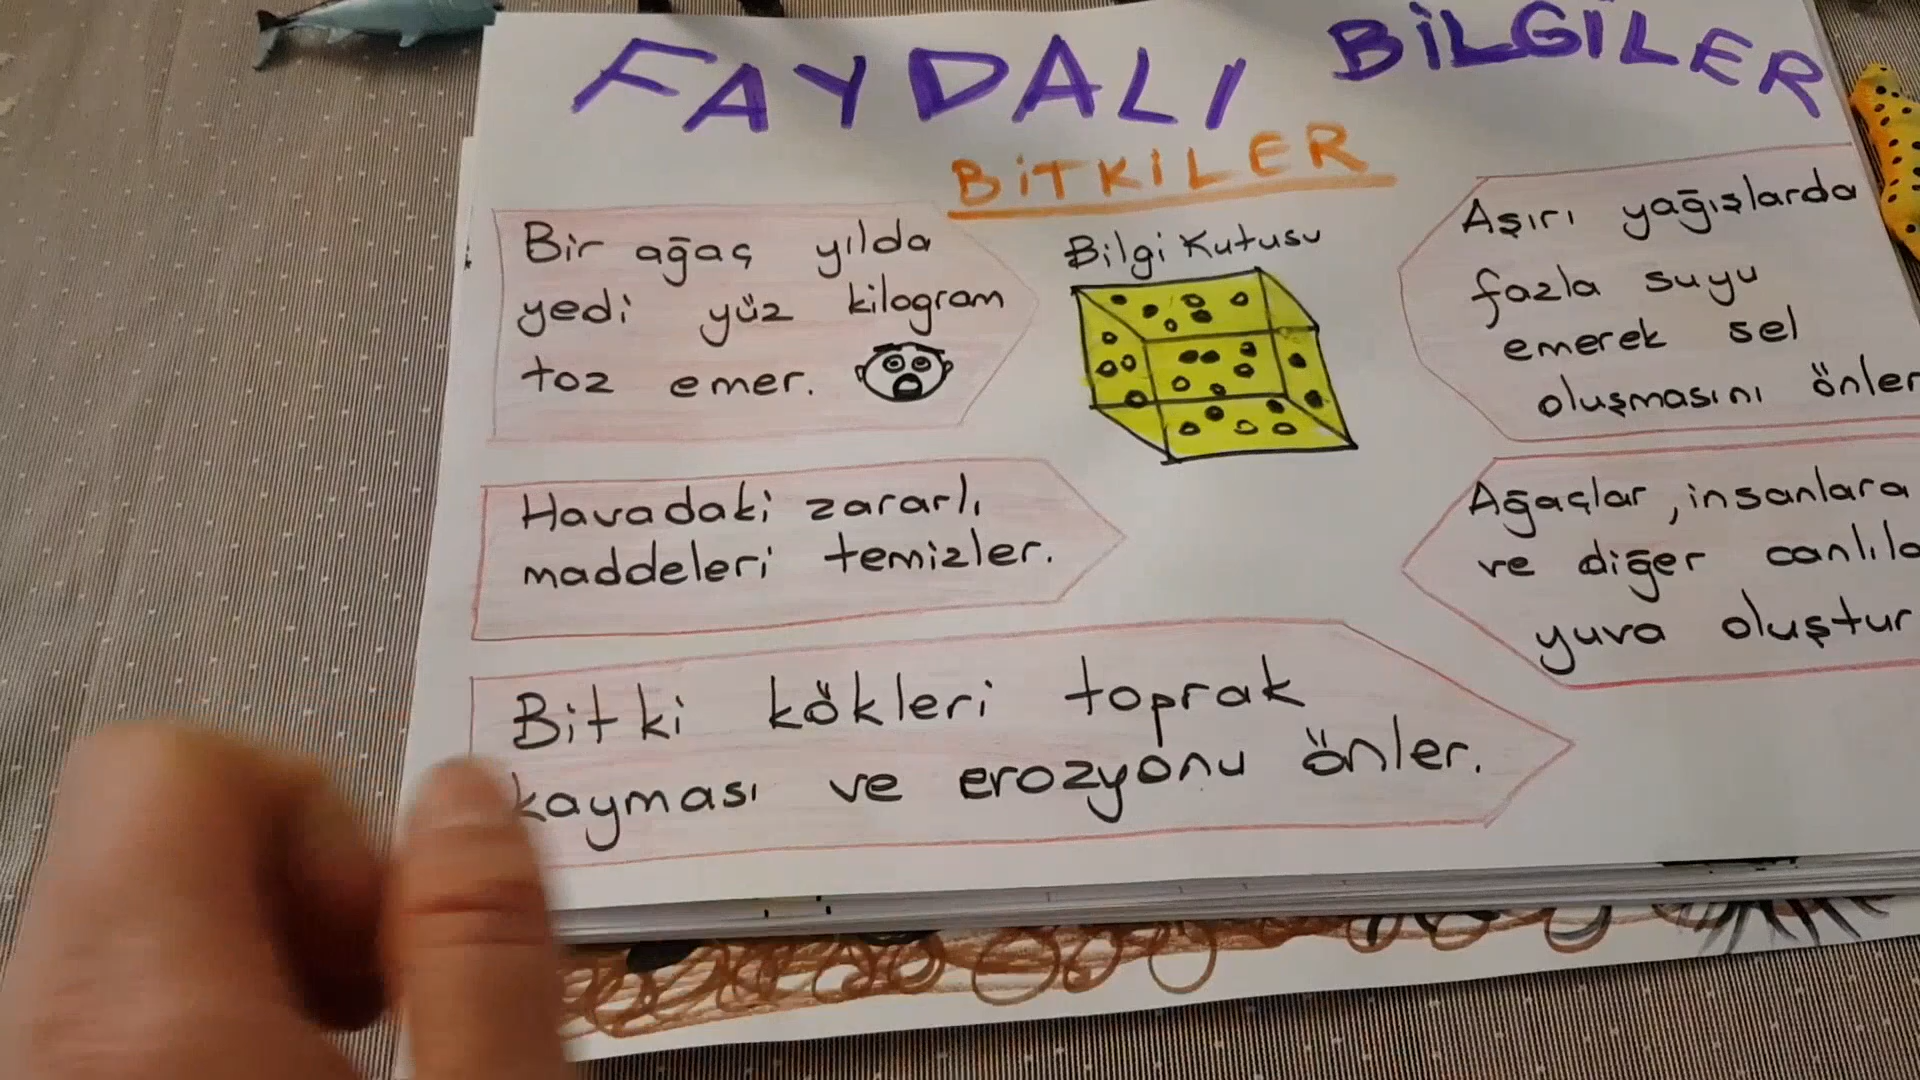 FAYDALI BİLGİLER
BİTKİLER
Bir ağaç yılda
yedi yüz kilogram
toz emer.
Bilgi Kutusu
Aşırı yağışlarda
fazla suyu
emerek sel
oluşmasını önler
Havadaki zararlı
maddeleri temizler.
Ağaçlar, insanlara
ve diğer
yuva oluştur
Bitki kökleri toprak
kayması ve erozyonu önler.